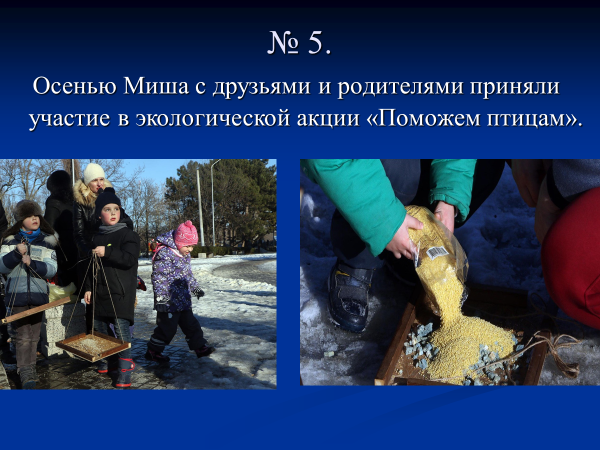 № 5.
Осенью Миша с друзьями и родителями приняли
участие в экологической акции «Поможем птицам».